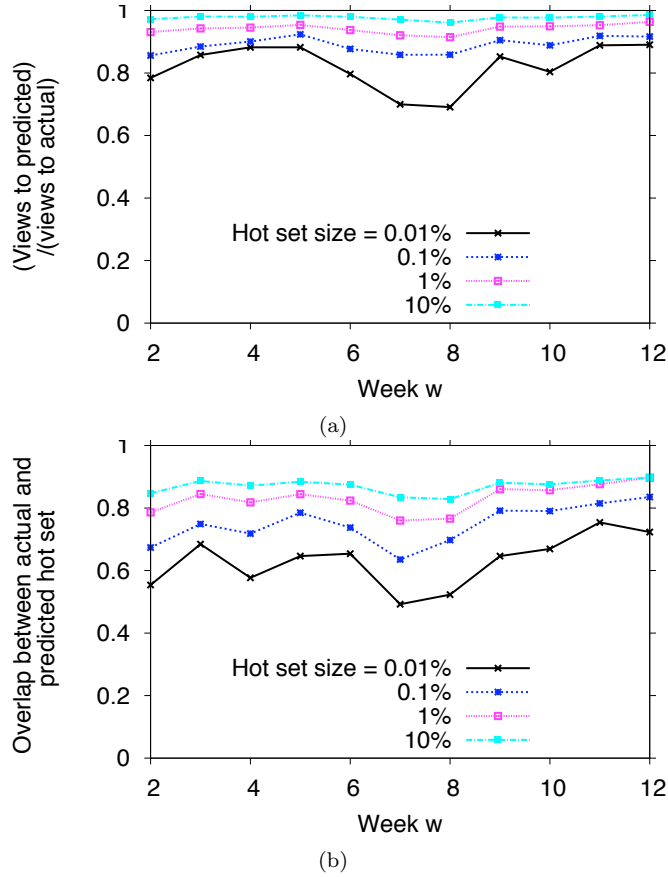 1
0.8
0.6
0.4
0.2
0
(Views to predicted)
/(views to actual)
Hot set size = 0.01%
0.1%
1%
10%
2 4 6 8 10 12
Week w
(a)
1
0.8
0.6
0.4
0.2
0
Overlap between actual and
predicted hot set
Hot set size = 0.01%
0.1%
1%
10%
2 4 6 8 10 12
Week w
(b)